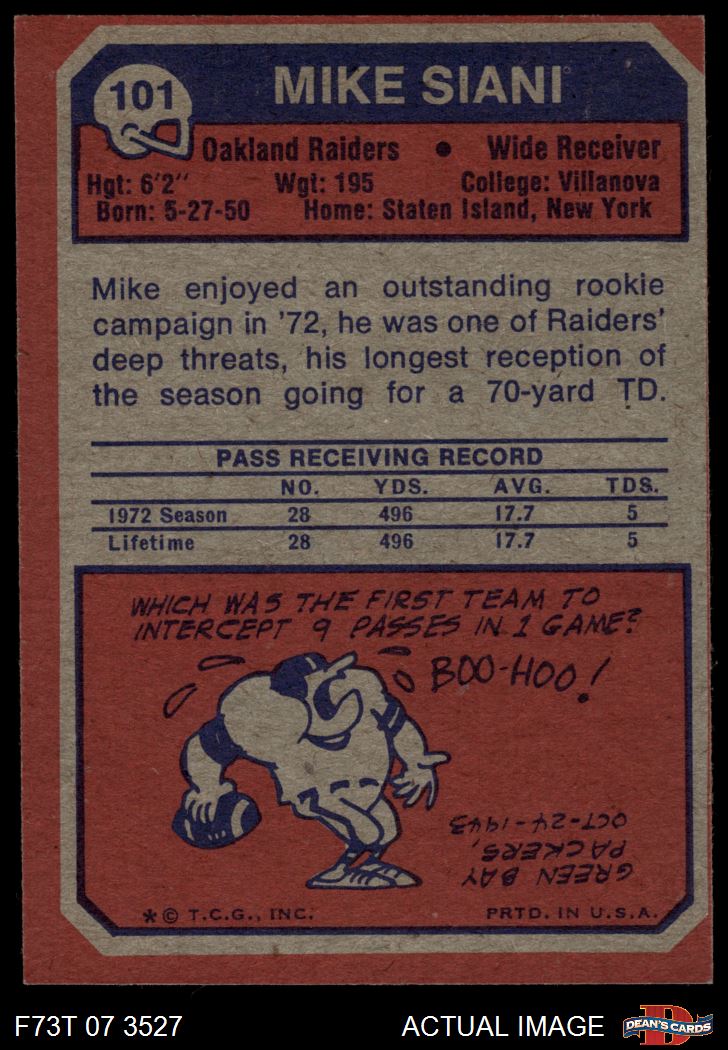 101
MIKE SIANI
Oakland Raiders • Wide Receiver
Hgt: 6'2" Wgt: 195 College: Villanova
Born: 5-27-50 Home: Staten Island, New York
Mike enjoyed an outstanding rookie
campaign in '72, he was one of Raiders'
deep threats, his longest reception of
the season going for a 70-yard TD.
PASS RECEIVING RECORD
NO. YDS. AVG. TDS.
1972 Season 28 496 17.7 5
Lifetime 28 496 17.7 5
WHICH WAS THE FIRST TEAM TO
INTERCEPT 9 PASSES IN 1 GAME?
BOO-HOO!
GREEN BAY
PACKERS,
OCT-24-1943
*© T.C.G., INC. PRTD. IN U.S.A.
F73T 07 3527 ACTUAL IMAGE
D
DEAN'S CARDS